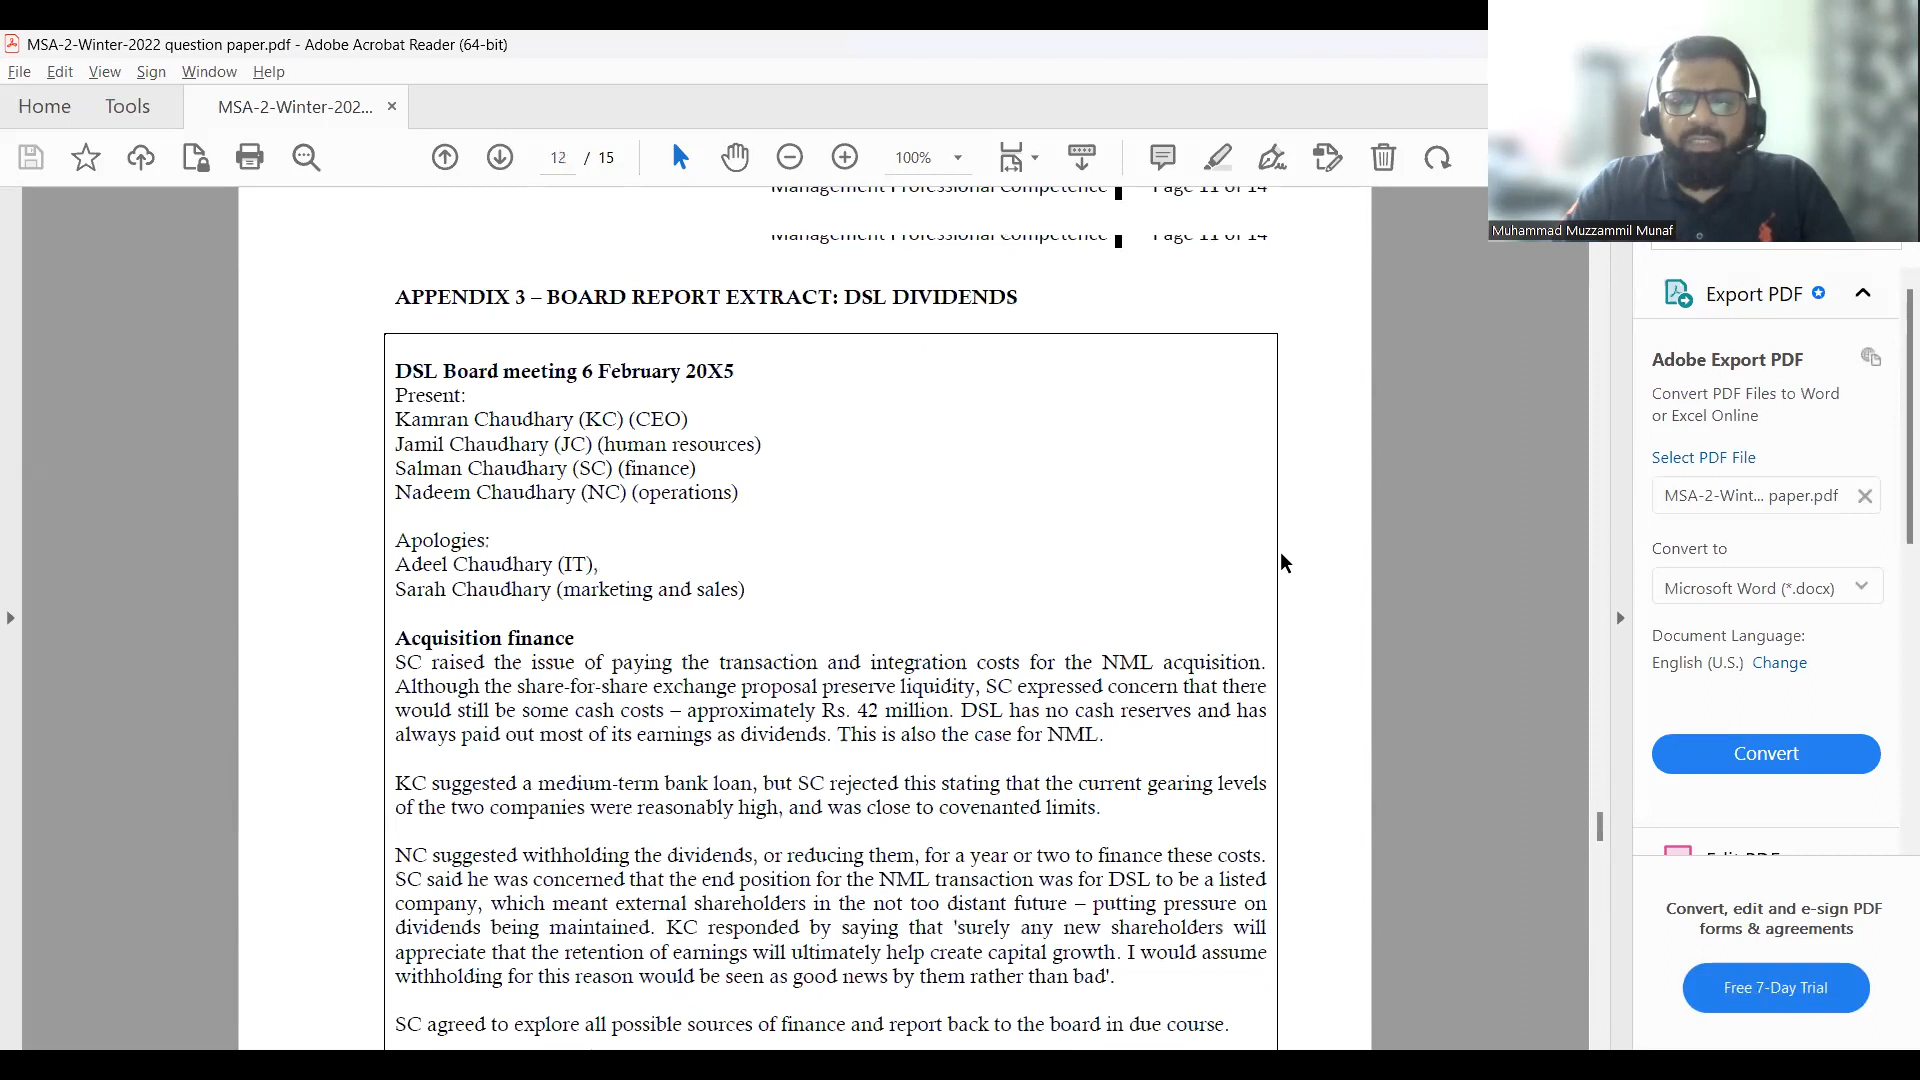 MSA-2-Winter-2022 question paper.pdf - Adobe Acrobat Reader (64-bit)
File Edit View Sign Window Help
Home Tools MSA-2-Winter-202... ×
12 / 15 100%
Management Professional Competence Page 11 of 14
Management Professional Competence Page 11 of 14
APPENDIX 3 – BOARD REPORT EXTRACT: DSL DIVIDENDS
DSL Board meeting 6 February 20X5
Present:
Kamran Chaudhary (KC) (CEO)
Jamil Chaudhary (JC) (human resources)
Salman Chaudhary (SC) (finance)
Nadeem Chaudhary (NC) (operations)
Apologies:
Adeel Chaudhary (IT),
Sarah Chaudhary (marketing and sales)
Acquisition finance
SC raised the issue of paying the transaction and integration costs for the NML acquisition.
Although the share-for-share exchange proposal preserve liquidity, SC expressed concern that there
would still be some cash costs – approximately Rs. 42 million. DSL has no cash reserves and has
always paid out most of its earnings as dividends. This is also the case for NML.
KC suggested a medium-term bank loan, but SC rejected this stating that the current gearing levels
of the two companies were reasonably high, and was close to covenanted limits.
NC suggested withholding the dividends, or reducing them, for a year or two to finance these costs.
SC said he was concerned that the end position for the NML transaction was for DSL to be a listed
company, which meant external shareholders in the not too distant future – putting pressure on
dividends being maintained. KC responded by saying that 'surely any new shareholders will
appreciate that the retention of earnings will ultimately help create capital growth. I would assume
withholding for this reason would be seen as good news by them rather than bad'.
SC agreed to explore all possible sources of finance and report back to the board in due course.
Muhammad Muzzammil Munaf
Export PDF
Adobe Export PDF
Convert PDF Files to Word
or Excel Online
Select PDF File
MSA-2-Wint... paper.pdf
Convert to
Microsoft Word (*.docx)
Document Language:
English (U.S.) Change
Convert
Edit PDF
Convert, edit and e-sign PDF
forms & agreements
Free 7-Day Trial